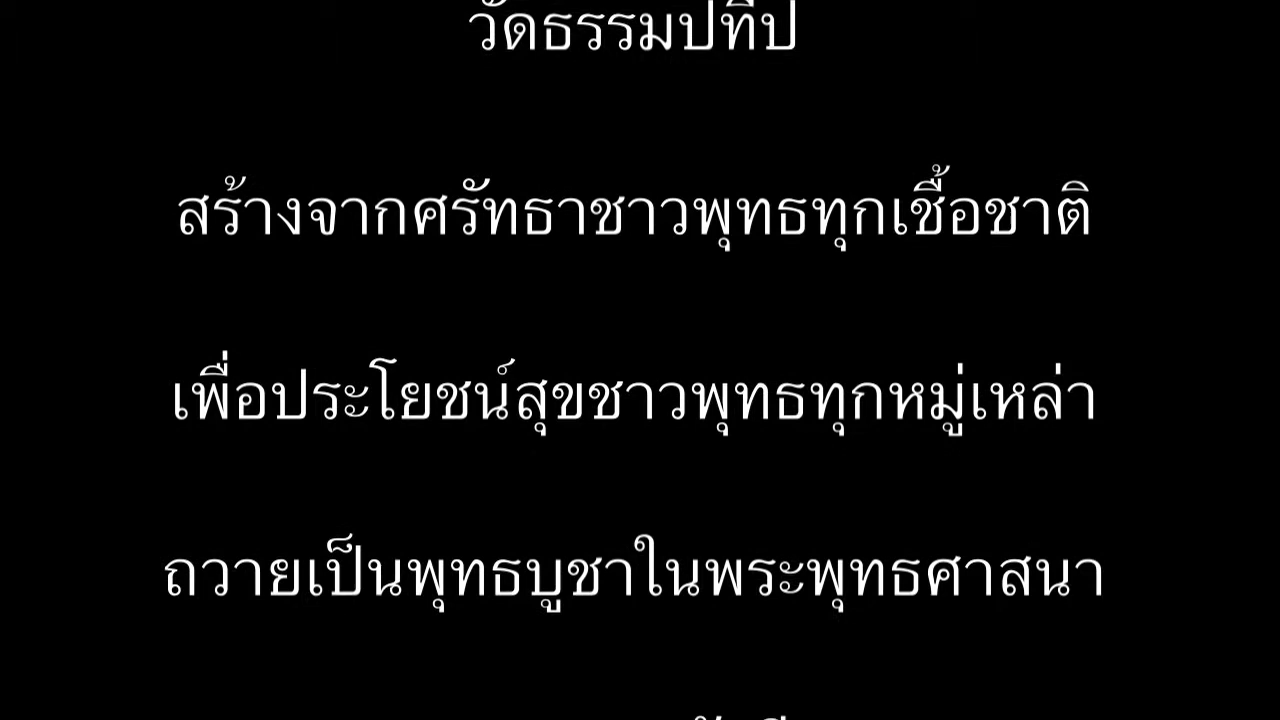 วัดธรรมปทีป
สร้างจากศรัทธาชาวพุทธทุกเชื้อชาติ
เพื่อประโยชน์สุขชาวพุทธทุกหมู่เหล่า
ถวายเป็นพุทธบูชาในพระพุทธศาสนา